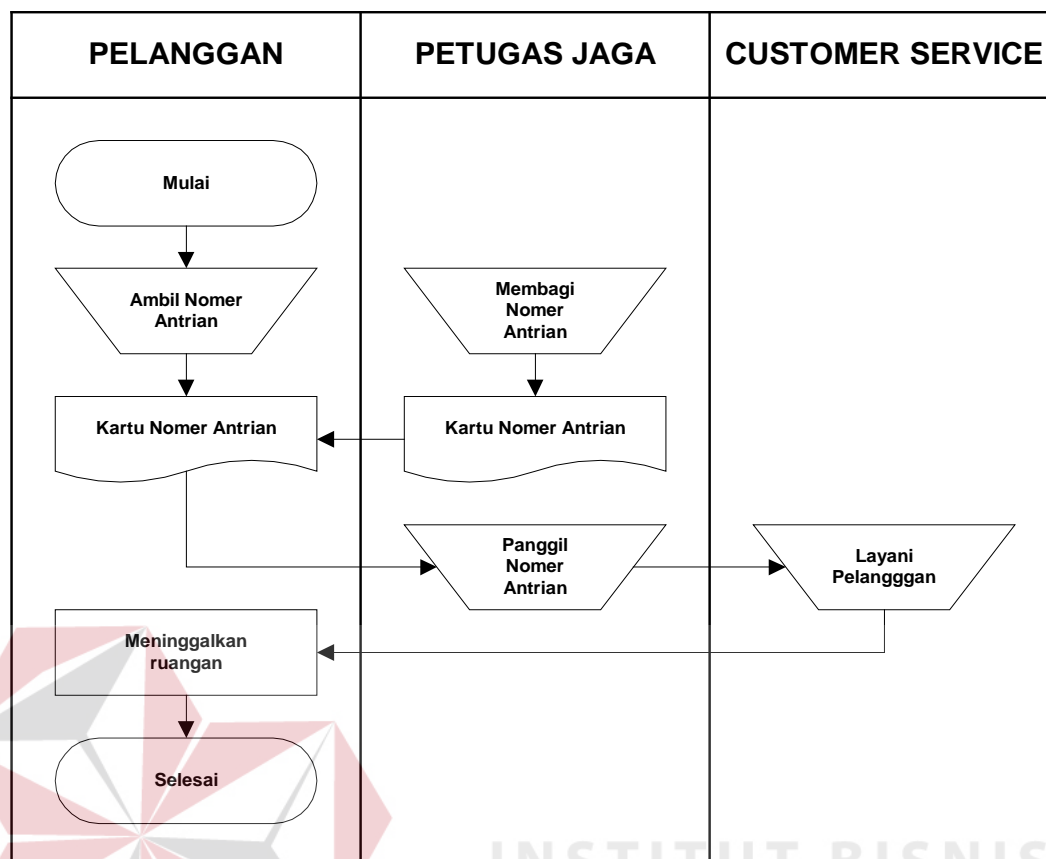 PELANGGAN
PETUGAS JAGA
CUSTOMER SERVICE
Mulai
Ambil Nomer
Antrian
Membagi
Nomer
Antrian
Kartu Nomer Antrian
Kartu Nomer Antrian
Panggil
Nomer
Antrian
Layani
Pelangggan
Meninggalkan
ruangan
Selesai
INSTITUT BISNIS